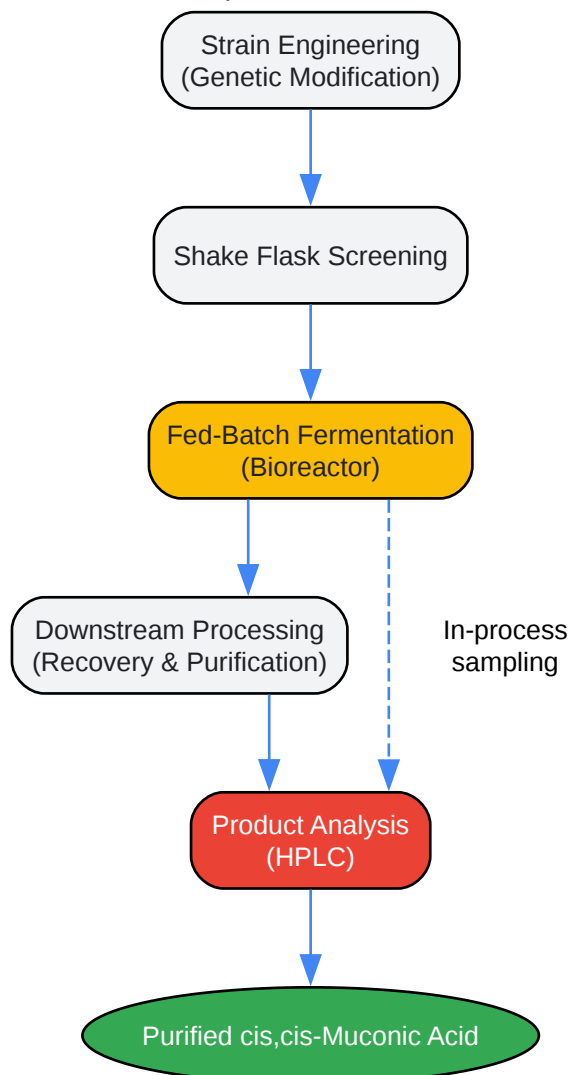 Strain Engineering
(Genetic Modification)
Shake Flask Screening
Fed-Batch Fermentation
(Bioreactor)
Downstream Processing
(Recovery & Purification)
In-process
sampling
Product Analysis
(HPLC)
Purified cis,cis-Muconic Acid